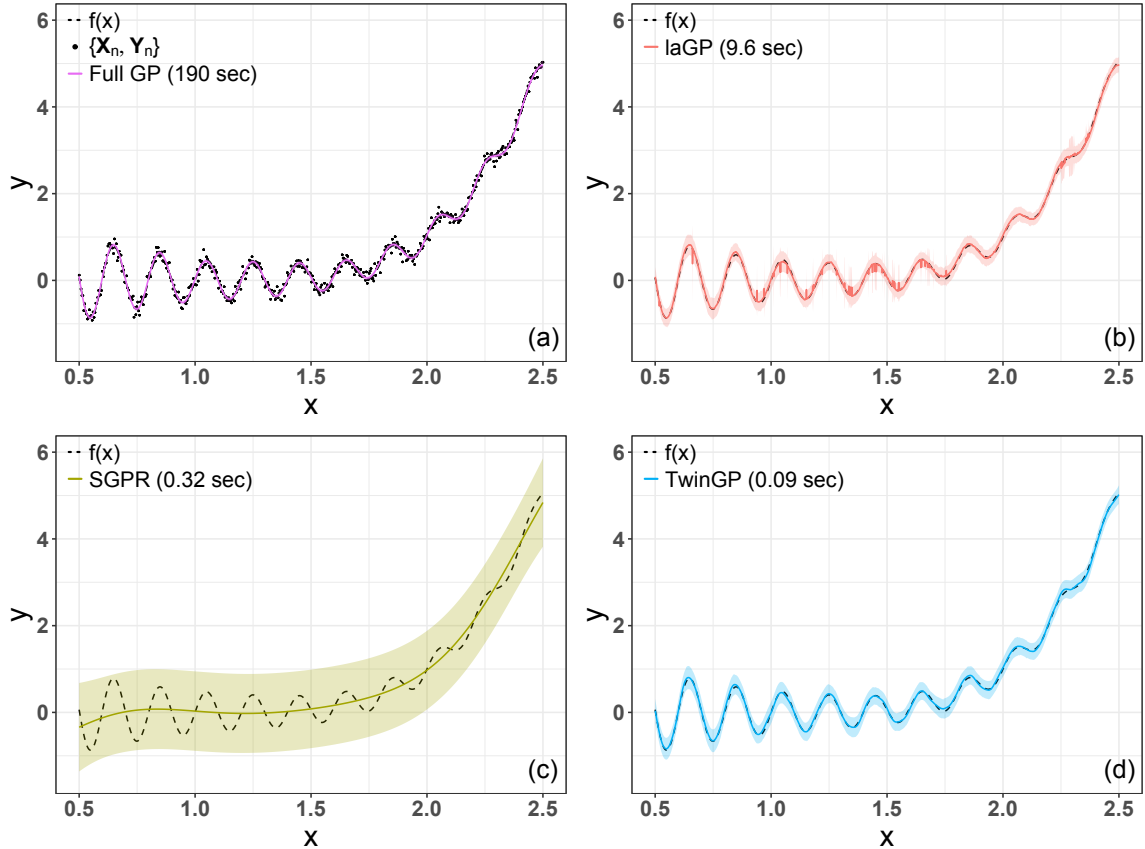 f(x)
{Xn, Yn}
Full GP (190 sec)
6
4
2
0
y
0.5 1.0 1.5 2.0 2.5
x
(a)
f(x)
laGP (9.6 sec)
6
4
2
0
y
0.5 1.0 1.5 2.0 2.5
x
(b)
f(x)
SGPR (0.32 sec)
6
4
2
0
y
0.5 1.0 1.5 2.0 2.5
x
(c)
f(x)
TwinGP (0.09 sec)
6
4
2
0
y
0.5 1.0 1.5 2.0 2.5
x
(d)